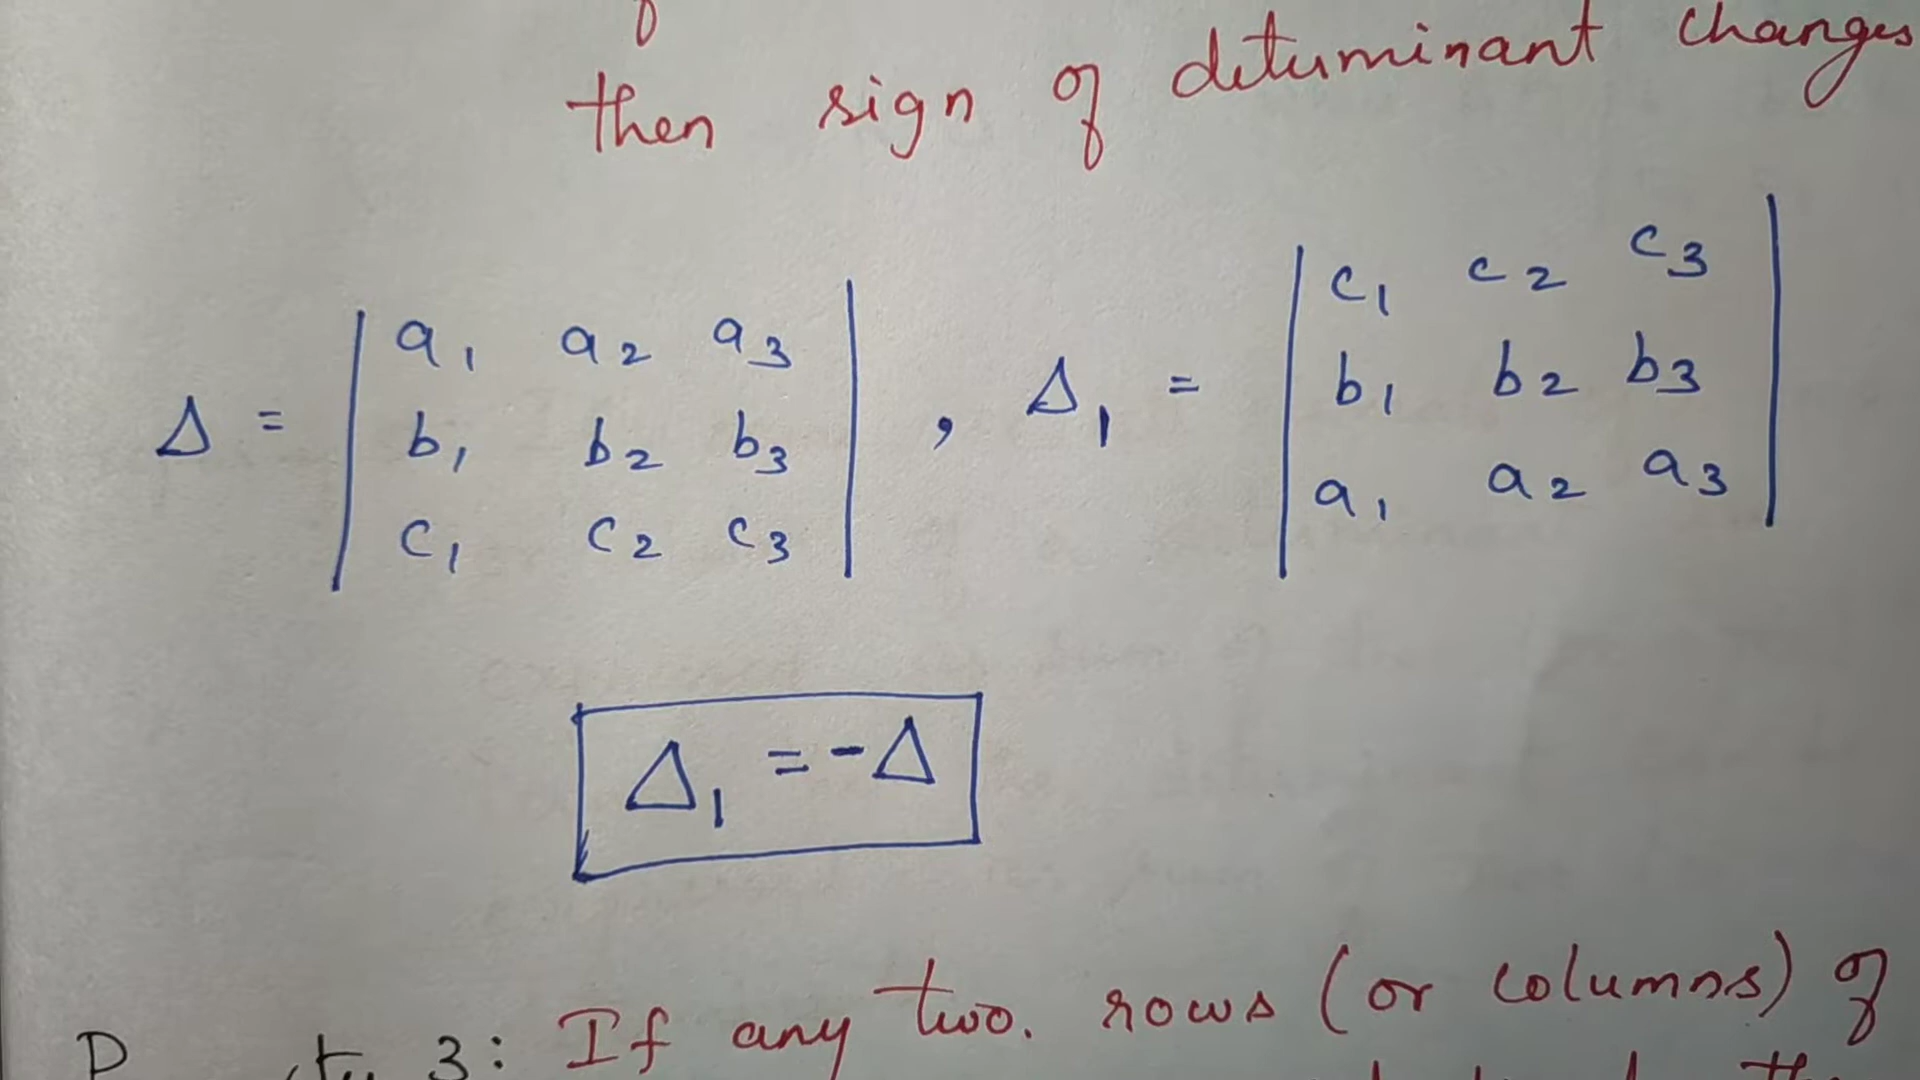 then sign of determinant changes
Δ = | a1 a2 a3 | , Δ1 = | c1 c2 c3 |
| b1 b2 b3 | | b1 b2 b3 |
| c1 c2 c3 | | a1 a2 a3 |
Δ1 = -Δ
3: If any two. rows (or columns) of